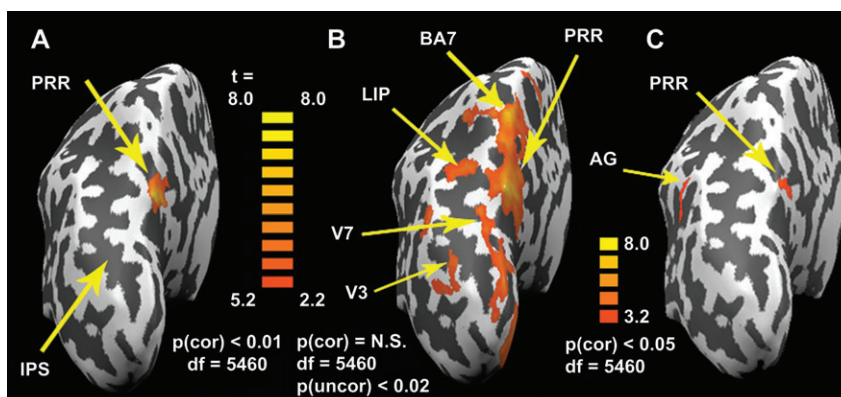 A
PRR
t =
8.0 8.0
5.2 2.2
IPS
p(cor) < 0.01
df = 5460
B
BA7
PRR
LIP
V7
V3
p(cor) = N.S.
df = 5460
p(uncor) < 0.02
C
PRR
AG
8.0
3.2
p(cor) < 0.05
df = 5460